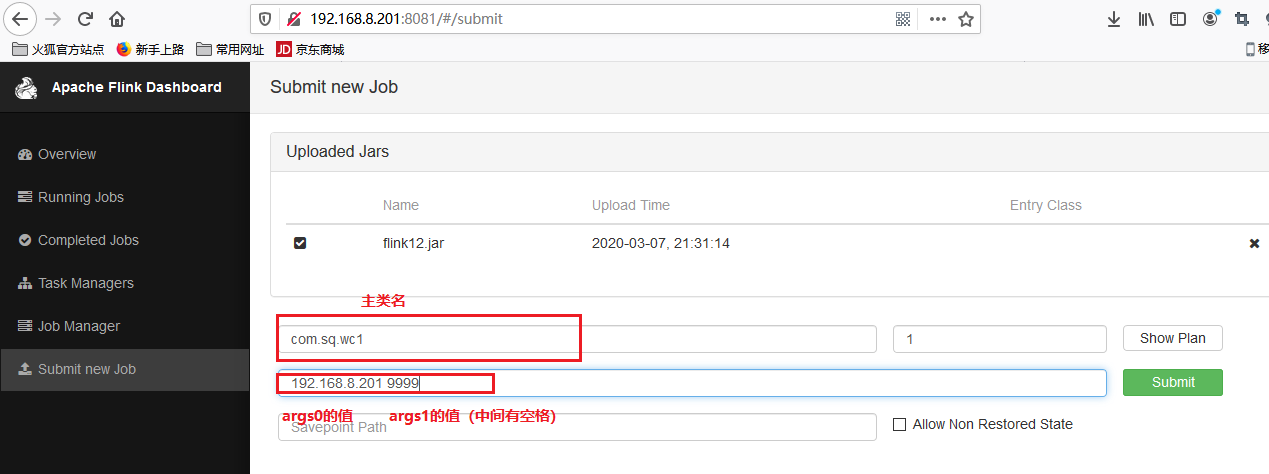 192.168.8.201:8081/#/submit
火狐官方站点 新手上路 常用网址 JD 京东商城 移
Apache Flink Dashboard
Submit new Job
Overview
Running Jobs
Completed Jobs
Task Managers
Job Manager
Submit new Job
Uploaded Jars
Name Upload Time Entry Class
flink12.jar 2020-03-07, 21:31:14
主类名
com.sq.wc1 1 Show Plan
192.168.8.201 9999 Submit
args0的值 args1的值（中间有空格）
Savepoint Path Allow Non Restored State